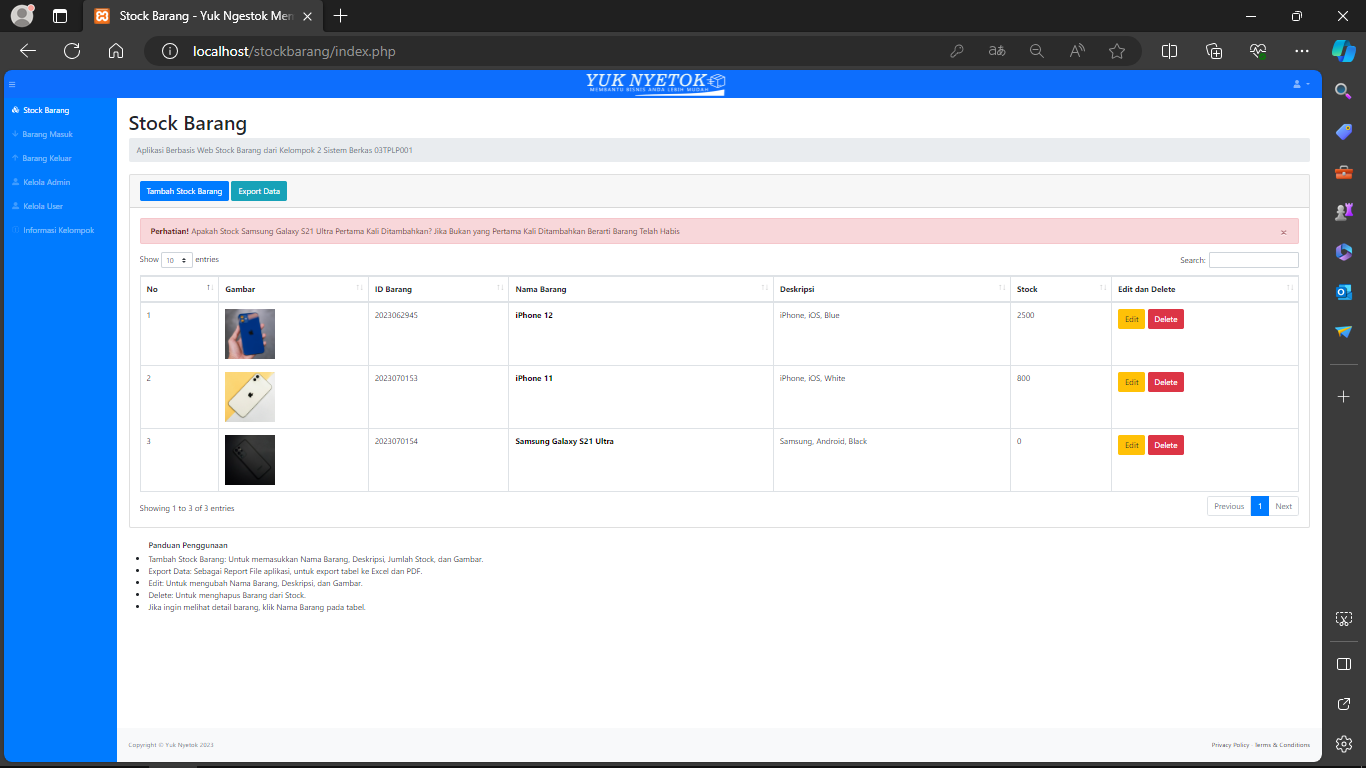 Stock Barang - Yuk Ngestok Mem
localhost/stockbarang/index.php
YUK NYETOK
MEMBANTU BISNIS ANDA LEBIH MUDAH
Stock Barang
Barang Masuk
Barang Keluar
Kelola Admin
Kelola User
Informasi Kelompok
Stock Barang
Aplikasi Berbasis Web Stock Barang dari Kelompok 2 Sistem Berkas 03TPLP001
Tambah Stock Barang Export Data
Perhatian! Apakah Stock Samsung Galaxy S21 Ultra Pertama Kali Ditambahkan? Jika Bukan yang Pertama Kali Ditambahkan Berarti Barang Telah Habis ×
Show 10 entries Search:
No Gambar ID Barang Nama Barang Deskripsi Stock Edit dan Delete
1 2023062945 iPhone 12 iPhone, iOS, Blue 2500 Edit Delete
2 2023070153 iPhone 11 iPhone, iOS, White 800 Edit Delete
3 2023070154 Samsung Galaxy S21 Ultra Samsung, Android, Black 0 Edit Delete
Showing 1 to 3 of 3 entries Previous 1 Next
Panduan Penggunaan
Tambah Stock Barang: Untuk memasukkan Nama Barang, Deskripsi, Jumlah Stock, dan Gambar.
Export Data: Sebagai Report File aplikasi, untuk export tabel ke Excel dan PDF.
Edit: Untuk mengubah Nama Barang, Deskripsi, dan Gambar.
Delete: Untuk menghapus Barang dari Stock.
Jika ingin melihat detail barang, klik Nama Barang pada tabel.
Copyright © Yuk Nyetok 2023 Privacy Policy · Terms & Conditions